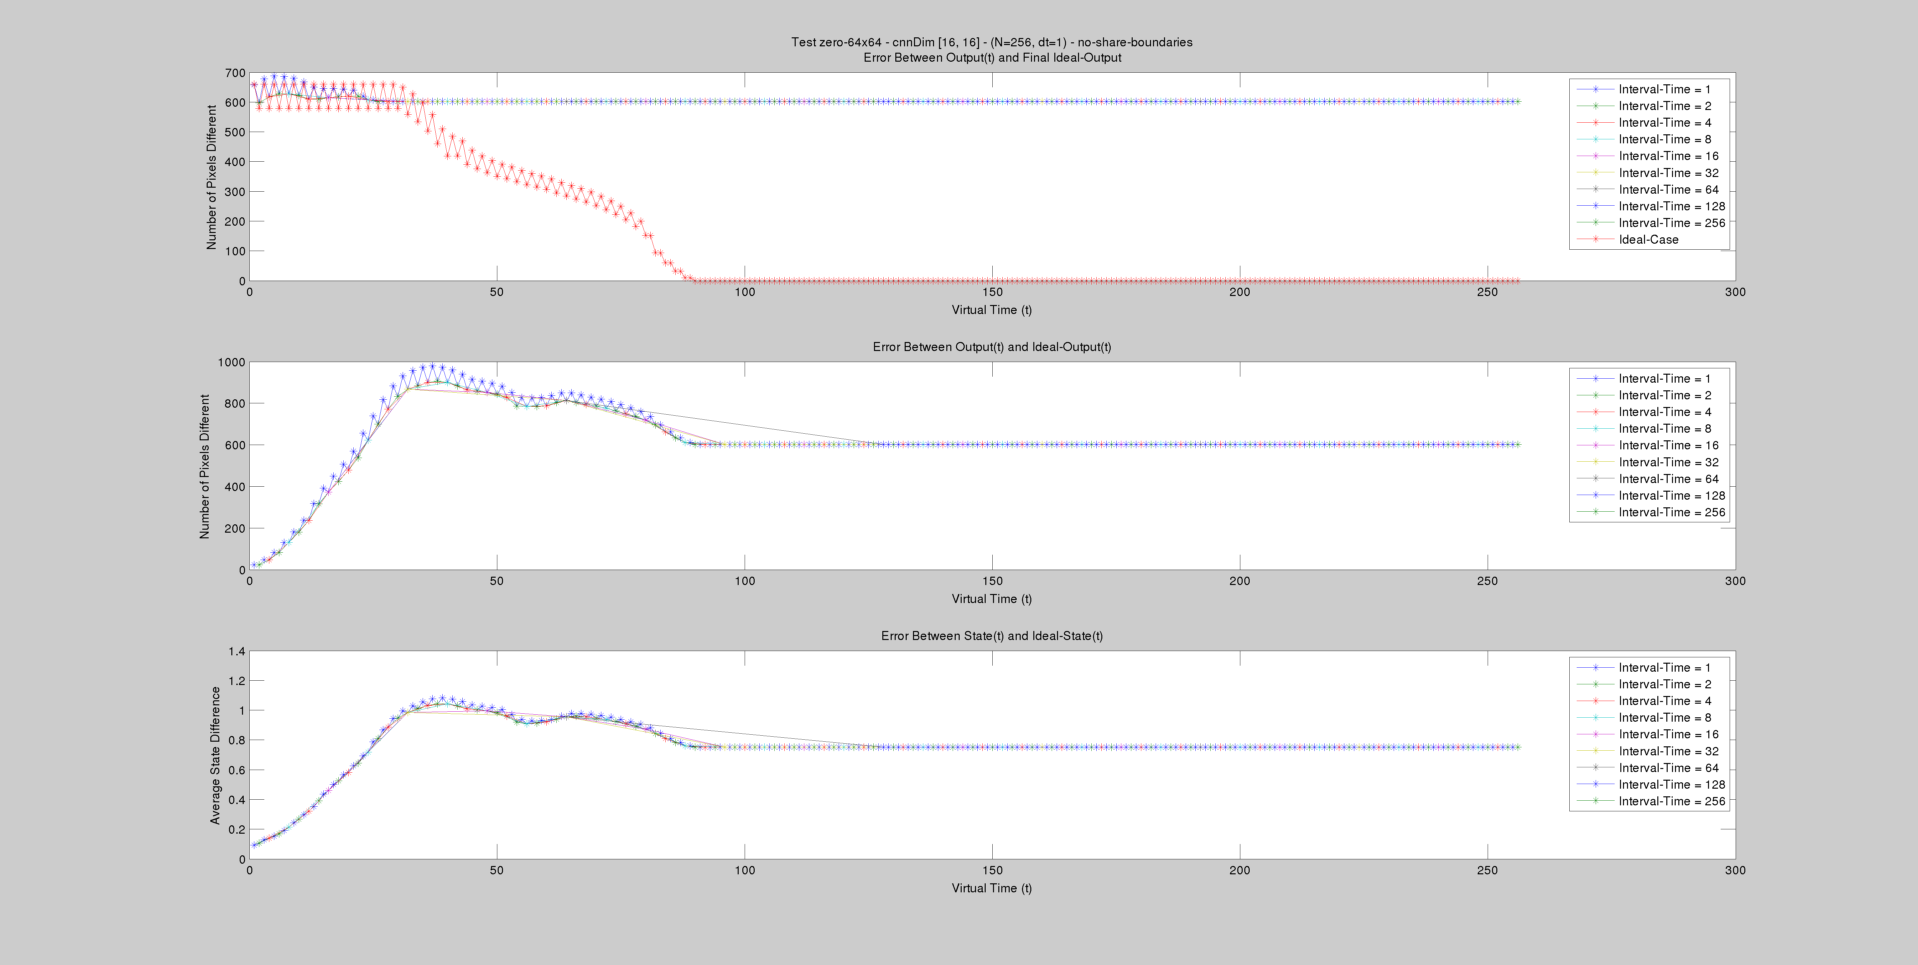 Test zero-64x64 - cnnDim [16, 16] - (N=256, dt=1) - no-share-boundaries
Error Between Output(t) and Final Ideal-Output
Number of Pixels Different
700
600
500
400
300
200
100
0
0 50 100 150 200 250 300
Virtual Time (t)
Interval-Time = 1
Interval-Time = 2
Interval-Time = 4
Interval-Time = 8
Interval-Time = 16
Interval-Time = 32
Interval-Time = 64
Interval-Time = 128
Interval-Time = 256
Ideal-Case
Error Between Output(t) and Ideal-Output(t)
Number of Pixels Different
1000
800
600
400
200
0
0 50 100 150 200 250 300
Virtual Time (t)
Interval-Time = 1
Interval-Time = 2
Interval-Time = 4
Interval-Time = 8
Interval-Time = 16
Interval-Time = 32
Interval-Time = 64
Interval-Time = 128
Interval-Time = 256
Error Between State(t) and Ideal-State(t)
Average State Difference
1.4
1.2
1
0.8
0.6
0.4
0.2
0
0 50 100 150 200 250 300
Virtual Time (t)
Interval-Time = 1
Interval-Time = 2
Interval-Time = 4
Interval-Time = 8
Interval-Time = 16
Interval-Time = 32
Interval-Time = 64
Interval-Time = 128
Interval-Time = 256